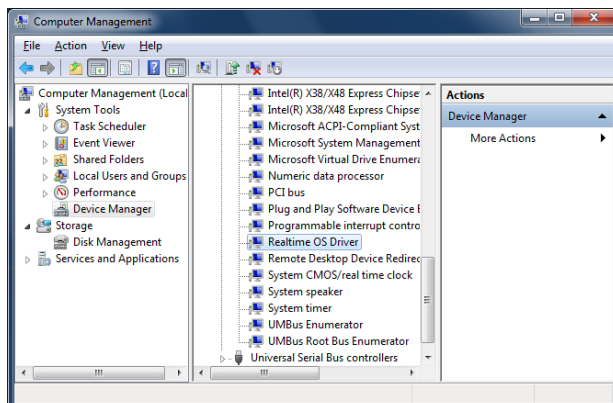 Computer Management
File Action View Help
Computer Management (Local
System Tools
Task Scheduler
Event Viewer
Shared Folders
Local Users and Groups
Performance
Device Manager
Storage
Disk Management
Services and Applications
Intel(R) X38/X48 Express Chipse
Intel(R) X38/X48 Express Chipse
Microsoft ACPI-Compliant Syst
Microsoft System Management
Microsoft Virtual Drive Enumera
Numeric data processor
PCI bus
Plug and Play Software Device E
Programmable interrupt contro
Realtime OS Driver
Remote Desktop Device Redirec
System CMOS/real time clock
System speaker
System timer
UMBus Enumerator
UMBus Root Bus Enumerator
Universal Serial Bus controllers
Actions
Device Manager
More Actions